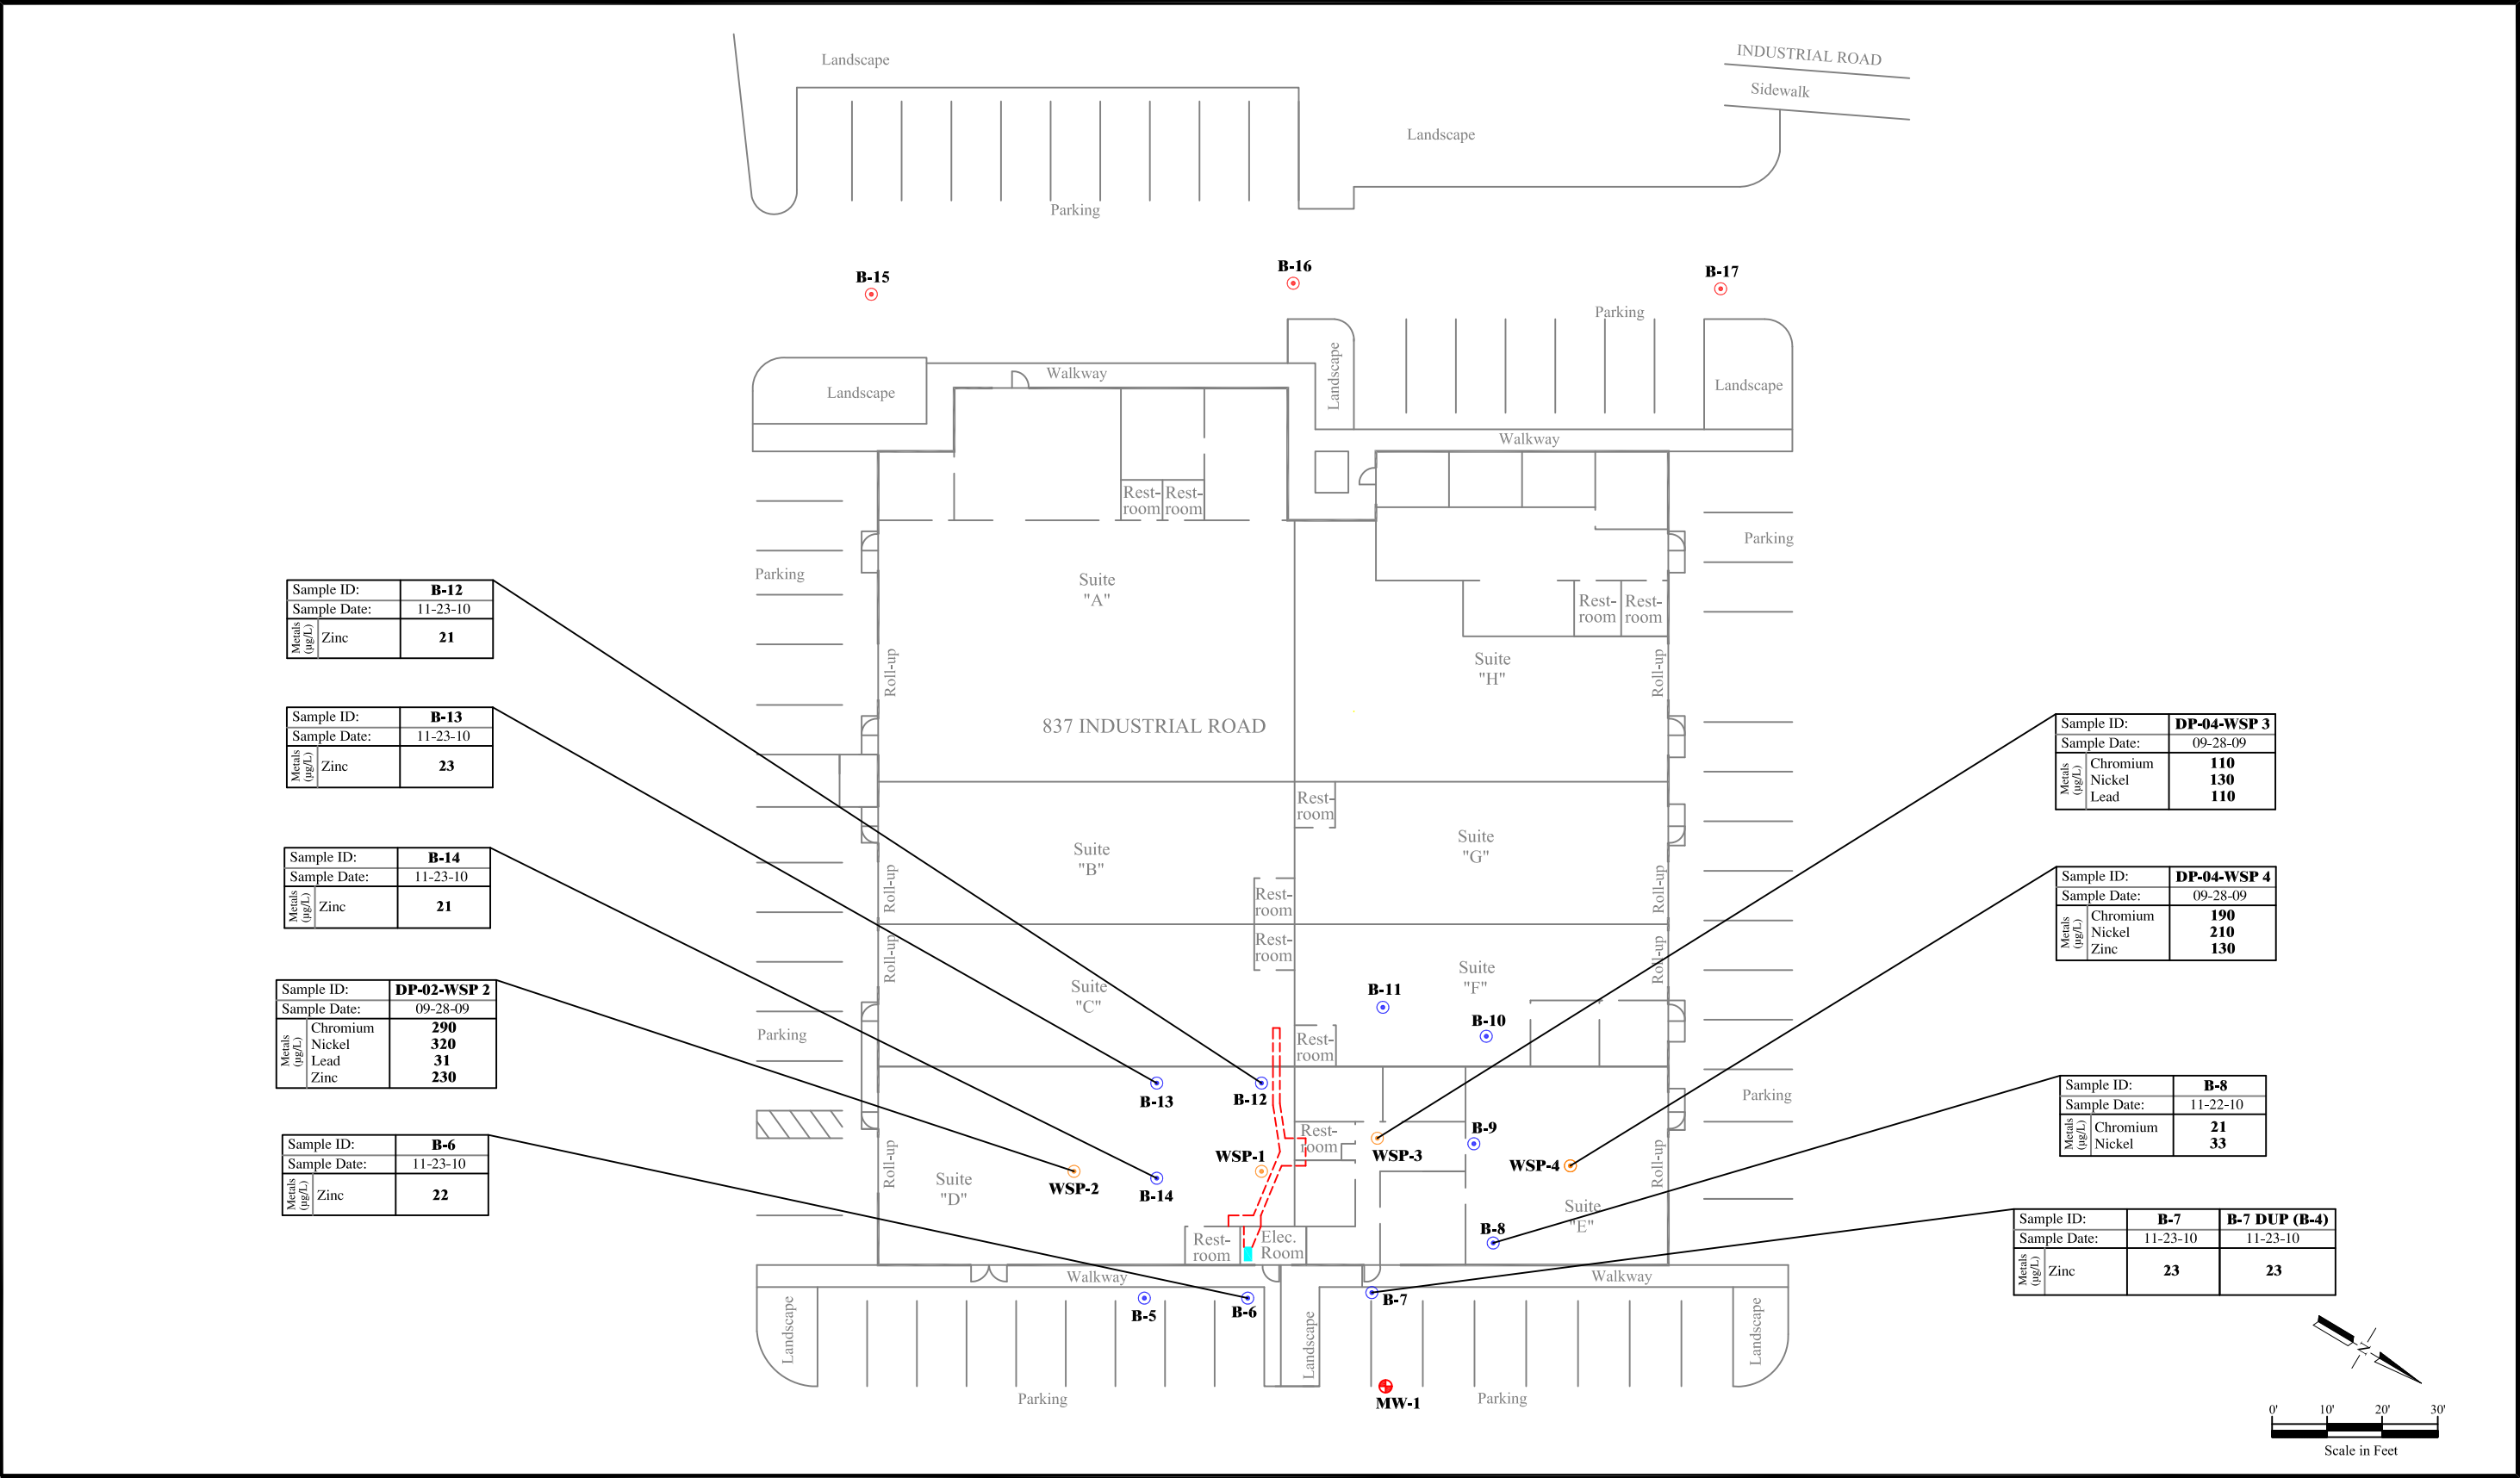 Landscape
INDUSTRIAL ROAD
Sidewalk
Landscape
Parking
B-15
B-16
B-17
Parking
Landscape
Walkway
Landscape
Landscape
Walkway
Rest-
room
Rest-
room
Parking
Parking
Suite
"A"
Rest-
room
Rest-
room
Roll-up
Suite
"H"
Roll-up
837 INDUSTRIAL ROAD
Sample ID: B-12
Sample Date: 11-23-10
Metals
(µg/L)
Zinc 21
Sample ID: B-13
Sample Date: 11-23-10
Metals
(µg/L)
Zinc 23
Sample ID: B-14
Sample Date: 11-23-10
Metals
(µg/L)
Zinc 21
Sample ID: DP-02-WSP 2
Sample Date: 09-28-09
Metals
(µg/L)
Chromium 290
Nickel 320
Lead 31
Zinc 230
Sample ID: B-6
Sample Date: 11-23-10
Metals
(µg/L)
Zinc 22
Rest-
room
Suite
"B"
Suite
"G"
Roll-up
Rest-
room
Roll-up
Roll-up
Rest-
room
Roll-up
Suite
"C"
Suite
"F"
B-11
B-10
Parking
Rest-
room
B-13
B-12
Parking
Rest-
room
B-9
WSP-1
WSP-3
WSP-4
Roll-up
Suite
"D"
WSP-2
B-14
Roll-up
Suite
"E"
B-8
Rest-
room
Elec.
Room
Walkway
Walkway
Landscape
B-5
B-6
Landscape
B-7
Landscape
Parking
MW-1
Parking
Sample ID: DP-04-WSP 3
Sample Date: 09-28-09
Metals
(µg/L)
Chromium 110
Nickel 130
Lead 110
Sample ID: DP-04-WSP 4
Sample Date: 09-28-09
Metals
(µg/L)
Chromium 190
Nickel 210
Zinc 130
Sample ID: B-8
Sample Date: 11-22-10
Metals
(µg/L)
Chromium 21
Nickel 33
Sample ID: B-7 B-7 DUP (B-4)
Sample Date: 11-23-10 11-23-10
Metals
(µg/L)
Zinc 23 23
N
0' 10' 20' 30'
Scale in Feet